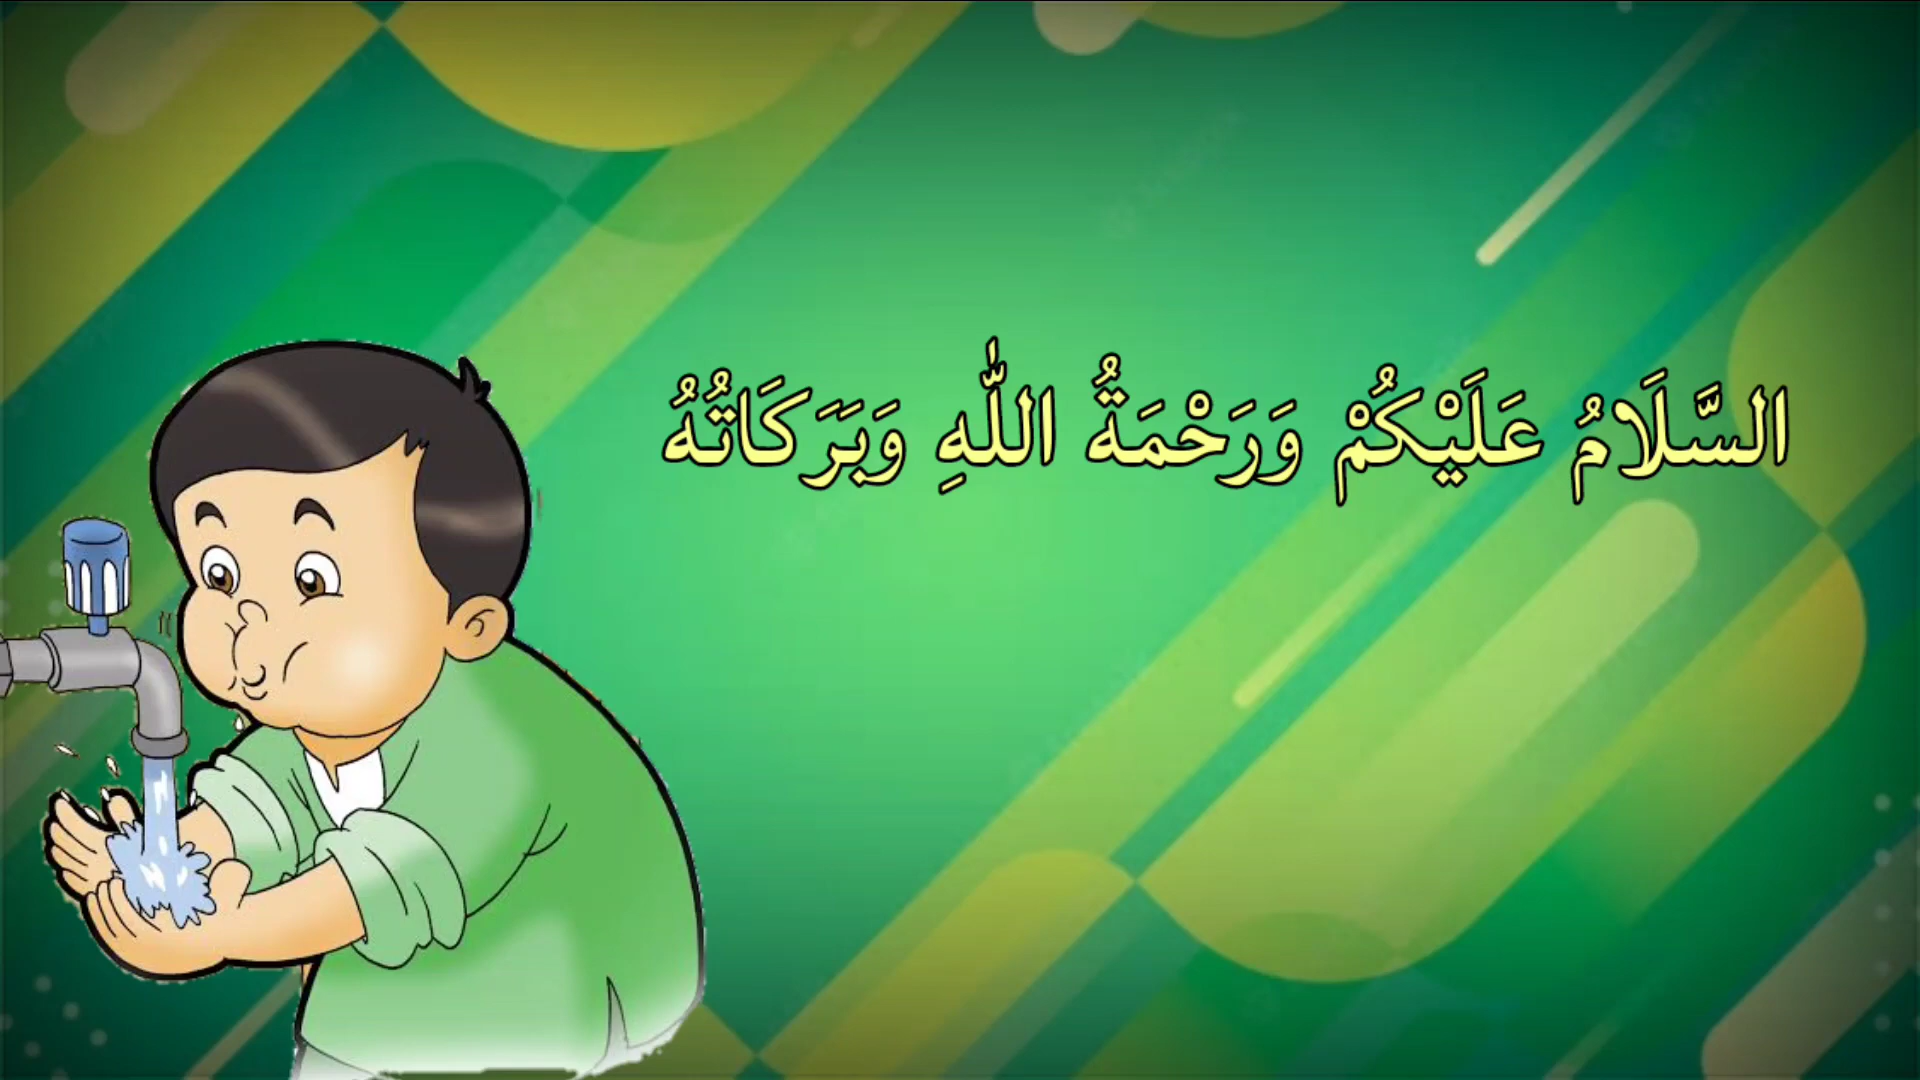 السَّلَامُ عَلَيْكُمْ وَرَحْمَةُ اللّٰهِ وَبَرَكَاتُهُ